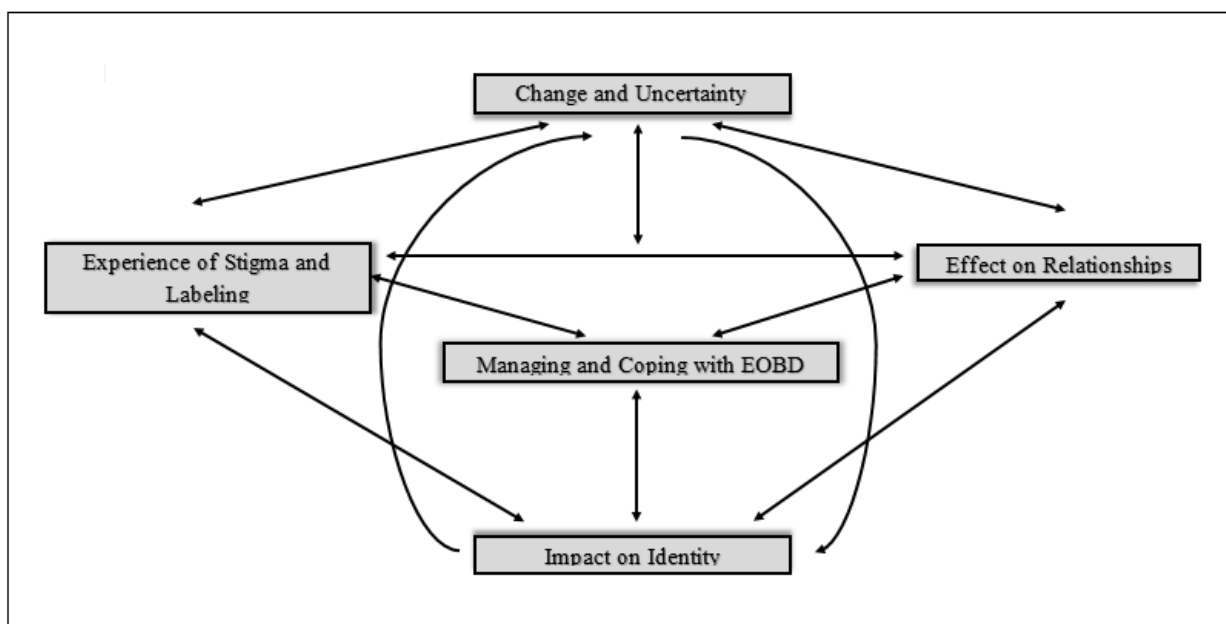 Change and Uncertainty
Experience of Stigma and
Labeling
Effect on Relationships
Managing and Coping with EOBD
Impact on Identity